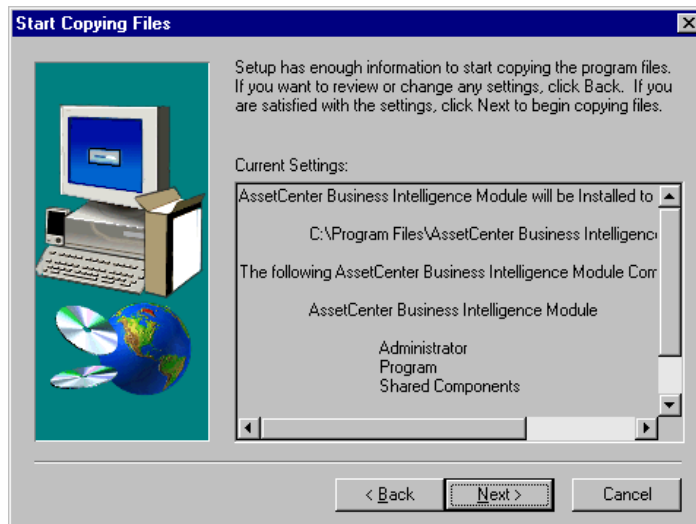 Start Copying Files
Setup has enough information to start copying the program files.
If you want to review or change any settings, click Back. If you
are satisfied with the settings, click Next to begin copying files.
Current Settings:
AssetCenter Business Intelligence Module will be Installed to
C:\Program Files\AssetCenter Business Intelligenc
The following AssetCenter Business Intelligence Module Com
AssetCenter Business Intelligence Module
Administrator
Program
Shared Components
< Back
Next >
Cancel